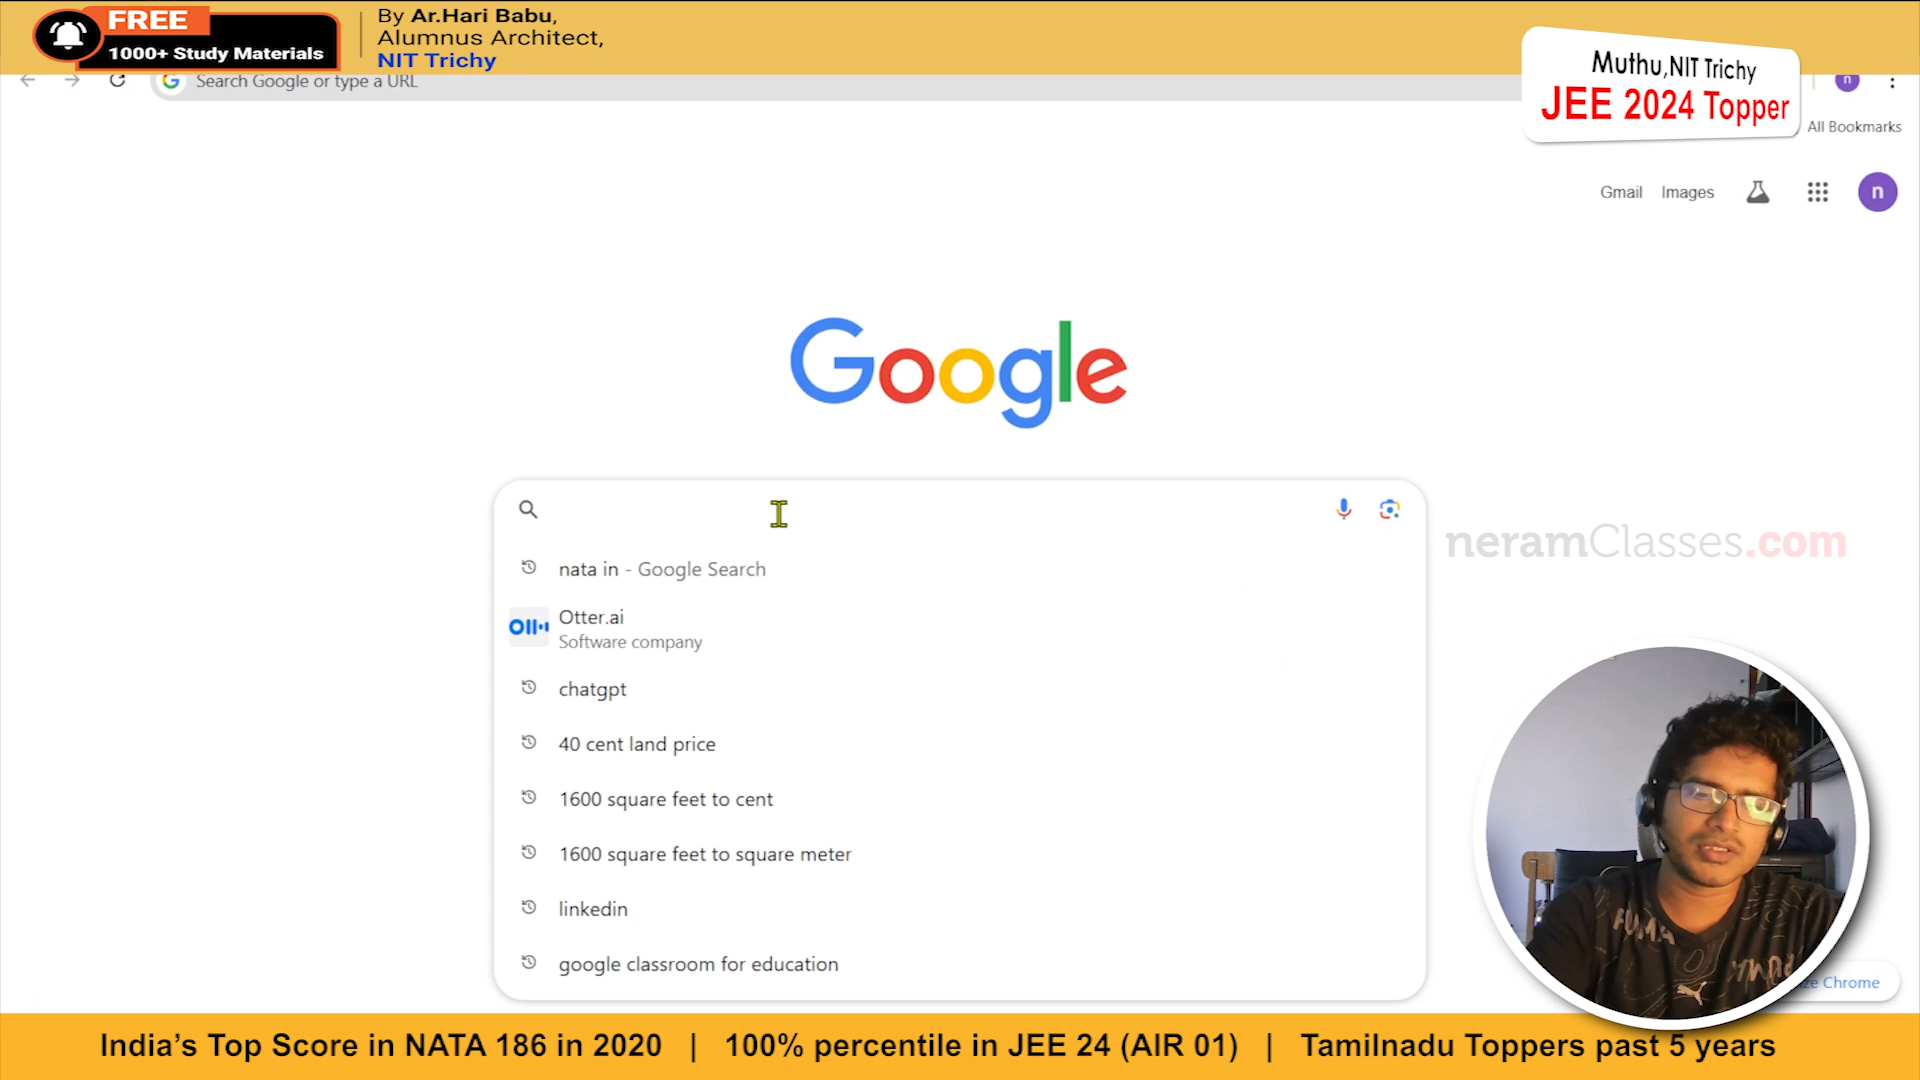 FREE
1000+ Study Materials
By Ar.Hari Babu,
Alumnus Architect,
NIT Trichy
Muthu,NIT Trichy
JEE 2024 Topper
Search Google or type a URL
n
All Bookmarks
Gmail Images
n
Google
nata in - Google Search
Otter.ai
Software company
chatgpt
40 cent land price
1600 square feet to cent
1600 square feet to square meter
linkedin
google classroom for education
neramClasses.com
PUMA
Chrome
India's Top Score in NATA 186 in 2020 | 100% percentile in JEE 24 (AIR 01) | Tamilnadu Toppers past 5 years